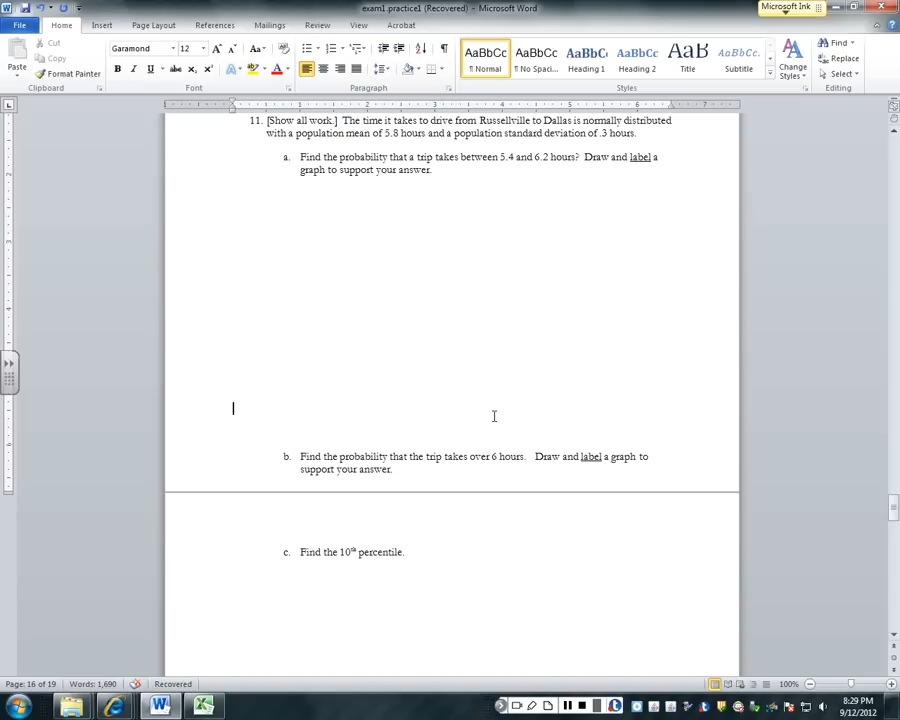 exam1.practice1 (Recovered) - Microsoft Word
Microsoft Ink
File Home Insert Page Layout References Mailings Review View Acrobat
Cut
Copy
Format Painter
Paste
Clipboard
Garamond 12
Font
Paragraph
AaBbCc AaBbCc AaBbC( AaBbCc AaB AaBbCc.
¶ Normal ¶ No Spaci... Heading 1 Heading 2 Title Subtitle
Styles
Change Styles
Find
Replace
Select
Editing
11. [Show all work.] The time it takes to drive from Russellville to Dallas is normally distributed
with a population mean of 5.8 hours and a population standard deviation of .3 hours.
a. Find the probability that a trip takes between 5.4 and 6.2 hours? Draw and label a
graph to support your answer.
b. Find the probability that the trip takes over 6 hours. Draw and label a graph to
support your answer.
c. Find the 10th percentile.
Page: 16 of 19 Words: 1,690 Recovered 100%
8:29 PM
9/12/2012